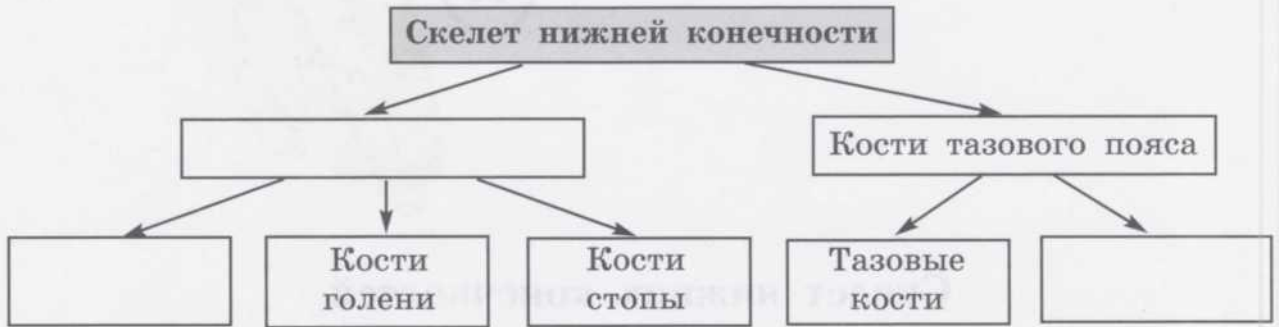 Скелет нижней конечности
Кости тазового пояса
Кости
голени
Кости
стопы
Тазовые
кости